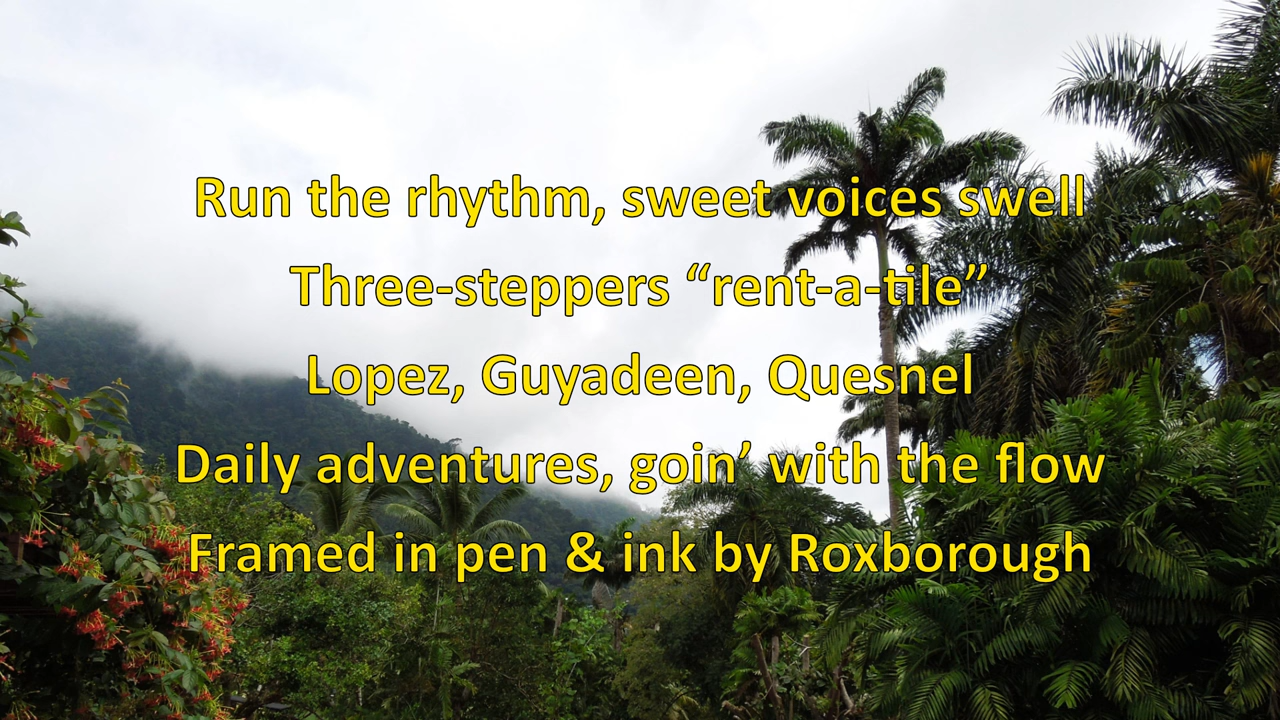 Run the rhythm, sweet voices swell
Three-steppers “rent-a-tile”
Lopez, Guyadeen, Quesnel
Daily adventures, goin’ with the flow
Framed in pen & ink by Roxborough